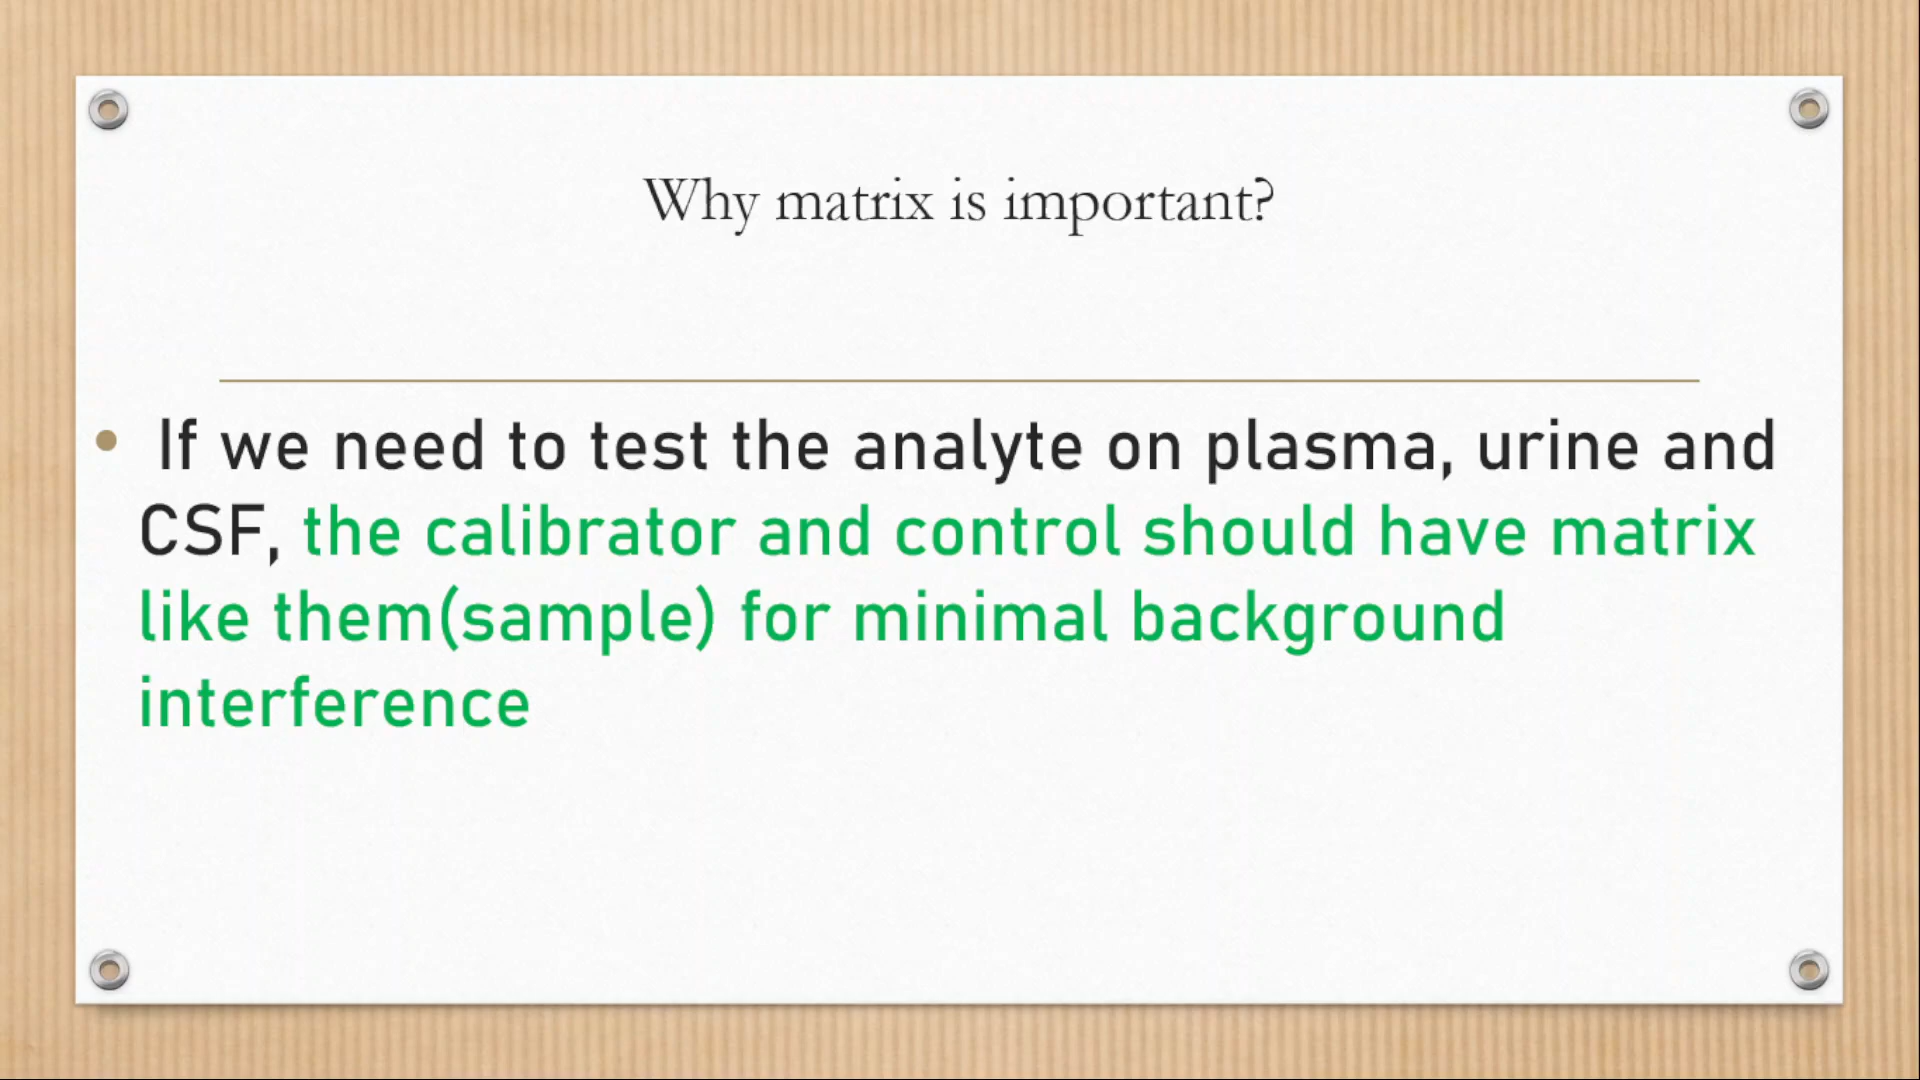 Why matrix is important?
• If we need to test the analyte on plasma, urine and
CSF, the calibrator and control should have matrix
like them(sample) for minimal background
interference